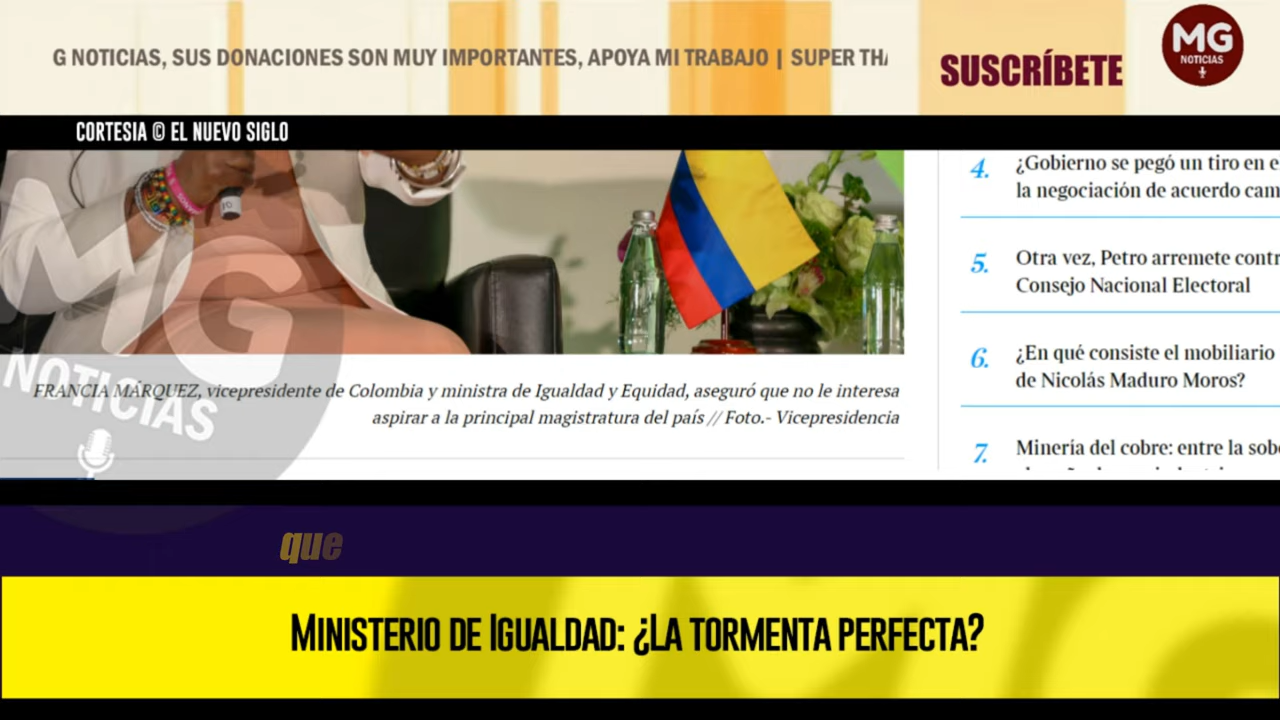 G NOTICIAS, SUS DONACIONES SON MUY IMPORTANTES, APOYA MI TRABAJO | SUPER
SUSCRÍBETE
MG
NOTICIAS
CORTESIA © EL NUEVO SIGLO
4. ¿Gobierno se pegó un tiro en
la negociación de acuerdo
5. Otra vez, Petro arremete
Consejo Nacional Electoral
6. ¿En qué consiste el mobiliario
de Nicolás Maduro Moros?
7. Minería del cobre: entre la
MG
NOTICIAS
FRANCIA MÁRQUEZ, vicepresidente de Colombia y ministra de Igualdad y Equidad, aseguró que no le interesa
aspirar a la principal magistratura del país // Foto.- Vicepresidencia
que
MINISTERIO DE IGUALDAD: ¿LA TORMENTA PERFECTA?